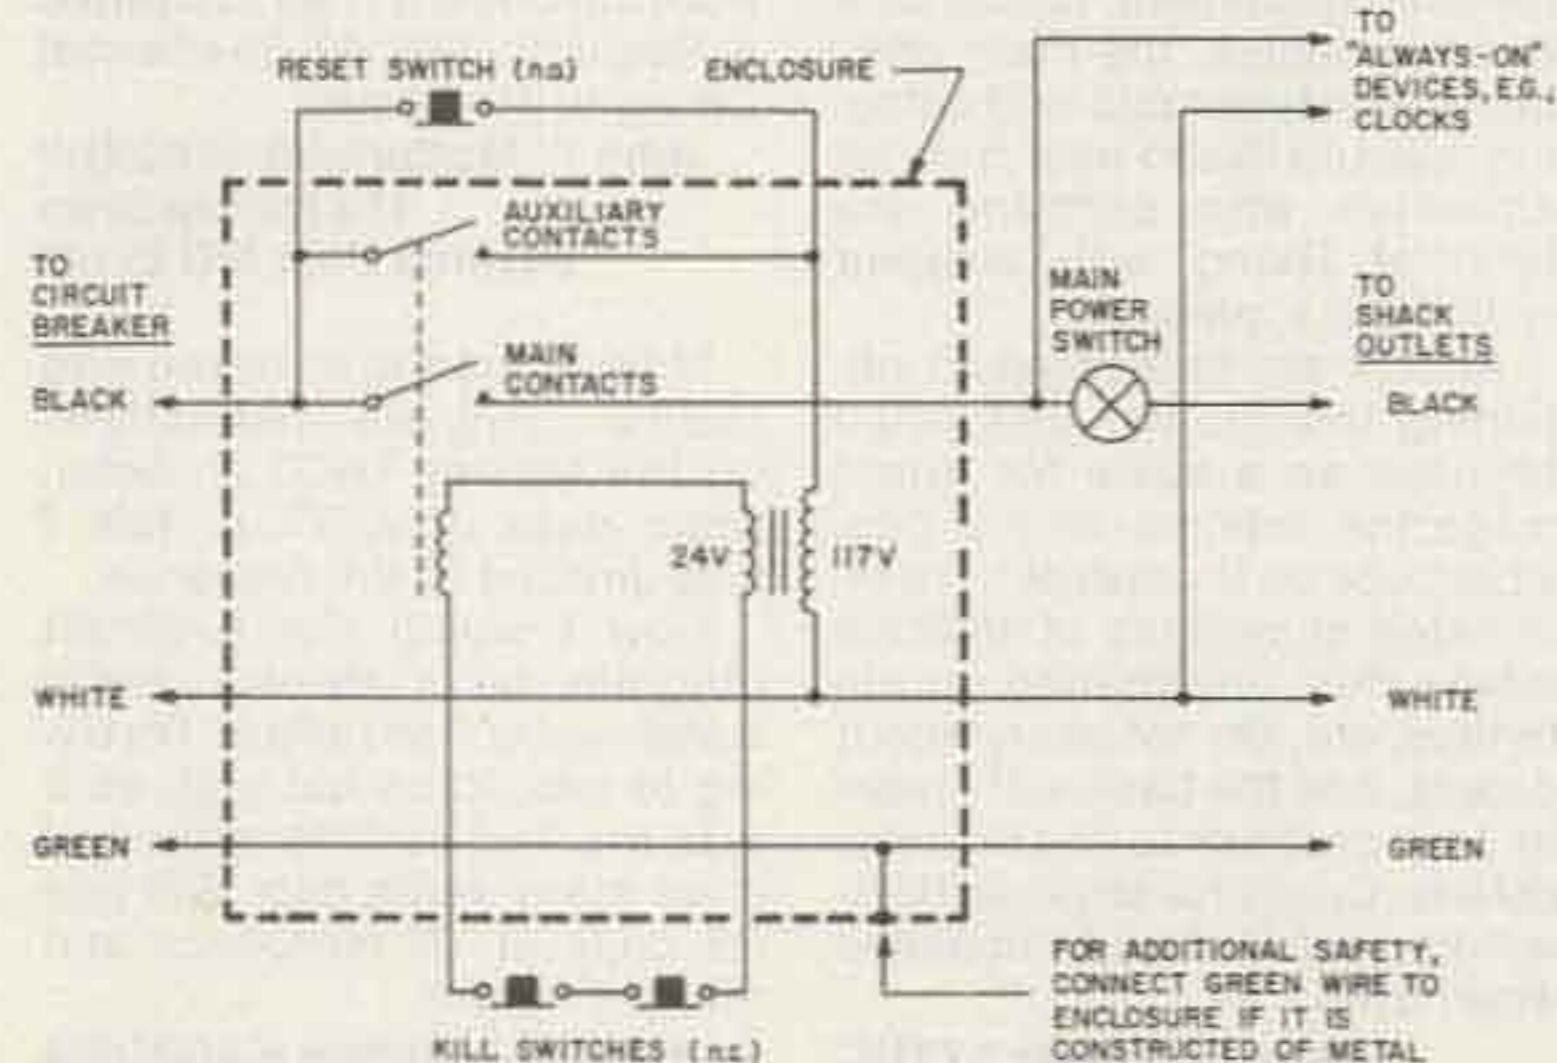 RESET SWITCH (no)
ENCLOSURE
TO
"ALWAYS-ON"
DEVICES, E.G.,
CLOCKS
AUXILIARY
CONTACTS
TO
CIRCUIT
BREAKER
MAIN
POWER
SWITCH
TO
SHACK
OUTLETS
MAIN
CONTACTS
BLACK
BLACK
24V
117V
WHITE
WHITE
GREEN
GREEN
FOR ADDITIONAL SAFETY,
CONNECT GREEN WIRE TO
ENCLOSURE IF IT IS
CONSTRUCTED OF METAL
KILL SWITCHES (nc)